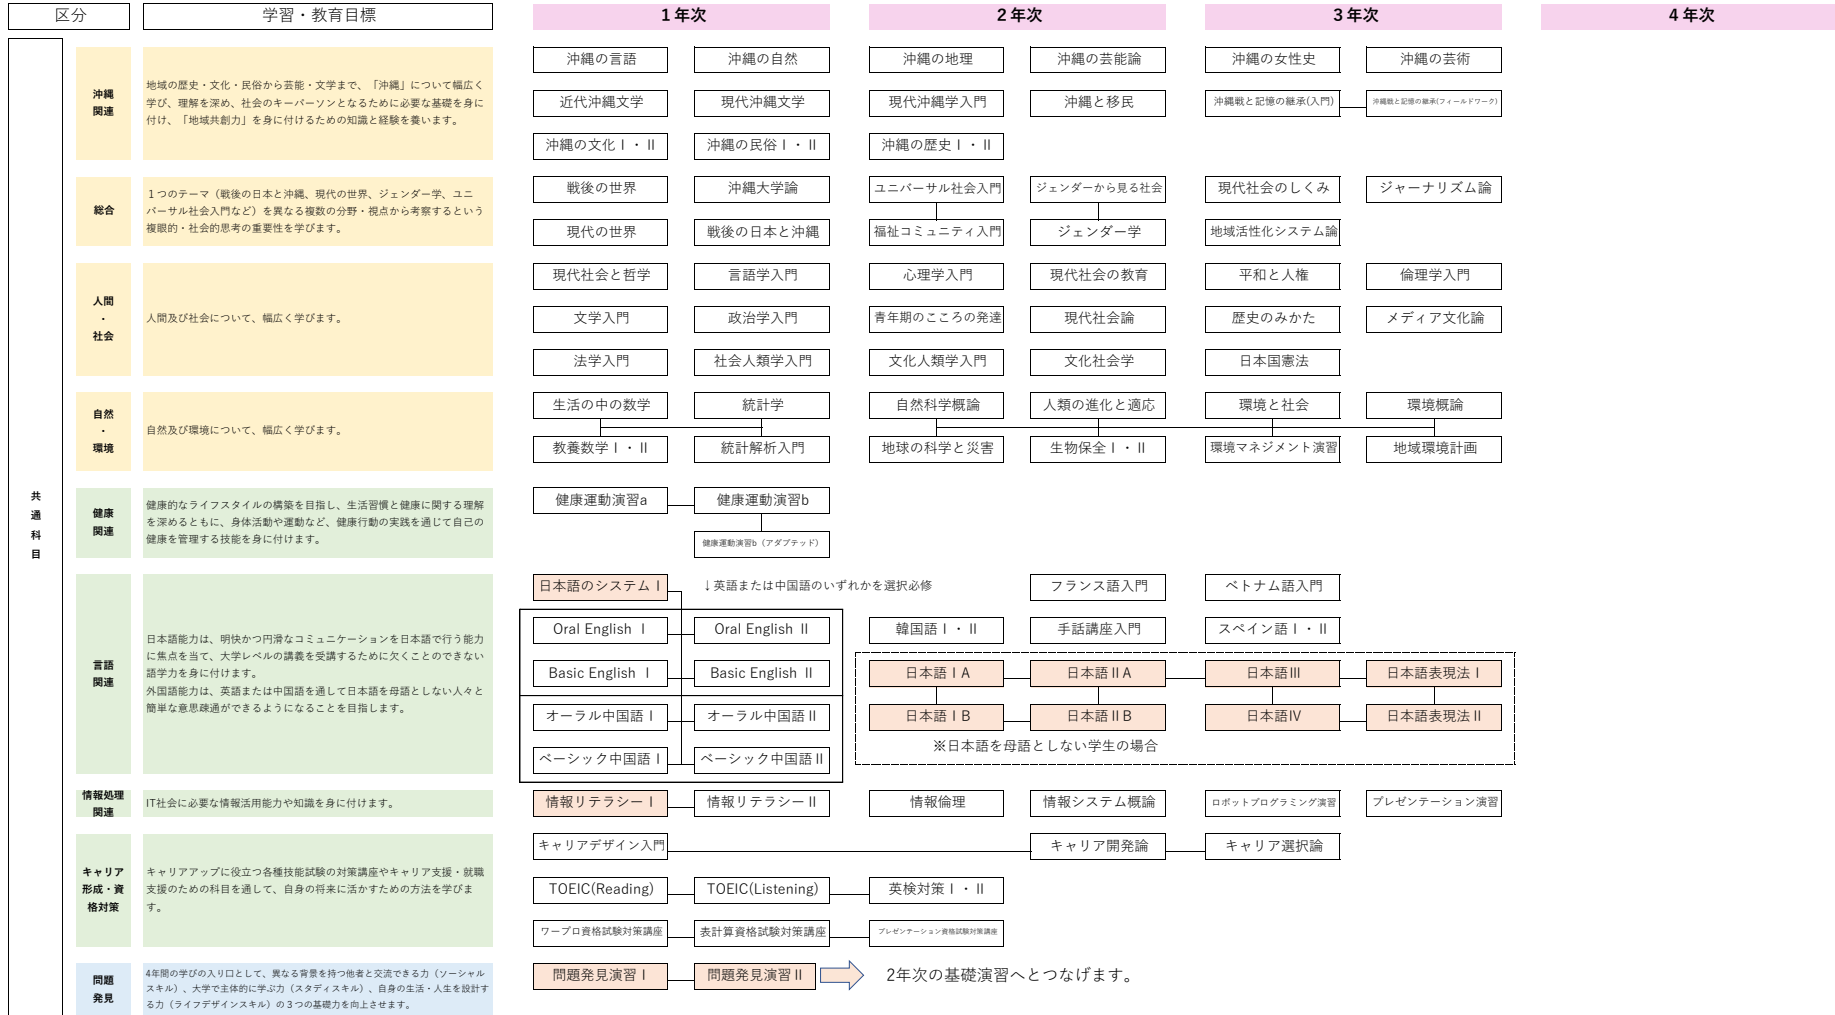 区分 学習・教育目標 1年次 2年次 3年次 4年次
共通科目
沖縄関連
地域の歴史・文化・民俗から芸能・文学まで、「沖縄」について幅広く
学び、理解を深め、社会のキーパーソンとなるために必要な基礎を身に
付け、「地域共創力」を身に付けるための知識と経験を養います。
沖縄の言語 沖縄の自然 沖縄の地理 沖縄の芸能論 沖縄の女性史 沖縄の芸術
近代沖縄文学 現代沖縄文学 現代沖縄学入門 沖縄と移民 沖縄戦と記憶の継承(入門) 沖縄戦と記憶の継承(フィールドワーク)
沖縄の文化Ⅰ・Ⅱ 沖縄の民俗Ⅰ・Ⅱ 沖縄の歴史Ⅰ・Ⅱ
総合
１つのテーマ（戦後の日本と沖縄、現代の世界、ジェンダー学、ユニ
バーサル社会入門など）を異なる複数の分野・視点から考察するという
複眼的・社会的思考の重要性を学びます。
戦後の世界 沖縄大学論 ユニバーサル社会入門 ジェンダーから見る社会 現代社会のしくみ ジャーナリズム論
現代の世界 戦後の日本と沖縄 福祉コミュニティ入門 ジェンダー学 地域活性化システム論
人間
・
社会
人間及び社会について、幅広く学びます。
現代社会と哲学 言語学入門 心理学入門 現代社会の教育 平和と人権 倫理学入門
文学入門 政治学入門 青年期のこころの発達 現代社会論 歴史のみかた メディア文化論
法学入門 社会人類学入門 文化人類学入門 文化社会学 日本国憲法
自然
・
環境
自然及び環境について、幅広く学びます。
生活の中の数学 統計学 自然科学概論 人類の進化と適応 環境と社会 環境概論
教養数学Ⅰ・Ⅱ 統計解析入門 地球の科学と災害 生物保全Ⅰ・Ⅱ 環境マネジメント演習 地域環境計画
健康
関連
健康的なライフスタイルの構築を目指し、生活習慣と健康に関する理解
を深めるともに、身体活動や運動など、健康行動の実践を通じて自己の
健康を管理する技能を身に付けます。
健康運動演習a 健康運動演習b
健康運動演習b（アダプテッド）
言語
関連
日本語能力は、明快かつ円滑なコミュニケーションを日本語で行う能力
に焦点を当て、大学レベルの講義を受講するために欠くことのできない
語学力を身に付けます。
外国語能力は、英語または中国語を通して日本語を母語としない人々と
簡単な意思疎通ができるようになることを目指します。
日本語のシステムⅠ ↓英語または中国語のいずれかを選択必修 フランス語入門 ベトナム語入門
Oral English Ⅰ Oral English Ⅱ 韓国語Ⅰ・Ⅱ 手話講座入門 スペイン語Ⅰ・Ⅱ
Basic English Ⅰ Basic English Ⅱ 日本語ⅠA 日本語ⅡA 日本語Ⅲ 日本語表現法Ⅰ
オーラル中国語Ⅰ オーラル中国語Ⅱ 日本語ⅠB 日本語ⅡB 日本語Ⅳ 日本語表現法Ⅱ
ベーシック中国語Ⅰ ベーシック中国語Ⅱ ※日本語を母語としない学生の場合
情報処理
関連
IT社会に必要な情報活用能力や知識を身に付けます。
情報リテラシーⅠ 情報リテラシーⅡ 情報倫理 情報システム概論 ロボットプログラミング演習 プレゼンテーション演習
キャリア
形成・資
格対策
キャリアアップに役立つ各種技能試験の対策講座やキャリア支援・就職
支援のための科目を通して、自身の将来に活かすための方法を学びま
す。
キャリアデザイン入門 キャリア開発論 キャリア選択論
TOEIC(Reading) TOEIC(Listening) 英検対策Ⅰ・Ⅱ
ワープロ資格試験対策講座 表計算資格試験対策講座 プレゼンテーション資格試験対策講座
問題
発見
4年間の学びの入り口として、異なる背景を持つ他者と交流できる力（ソーシャル
スキル）、大学で主体的に学ぶ力（スタディスキル）、自身の生活・人生を設計す
る力（ライフデザインスキル）の３つの基礎力を向上させます。
問題発見演習Ⅰ 問題発見演習Ⅱ 2年次の基礎演習へとつなげます。